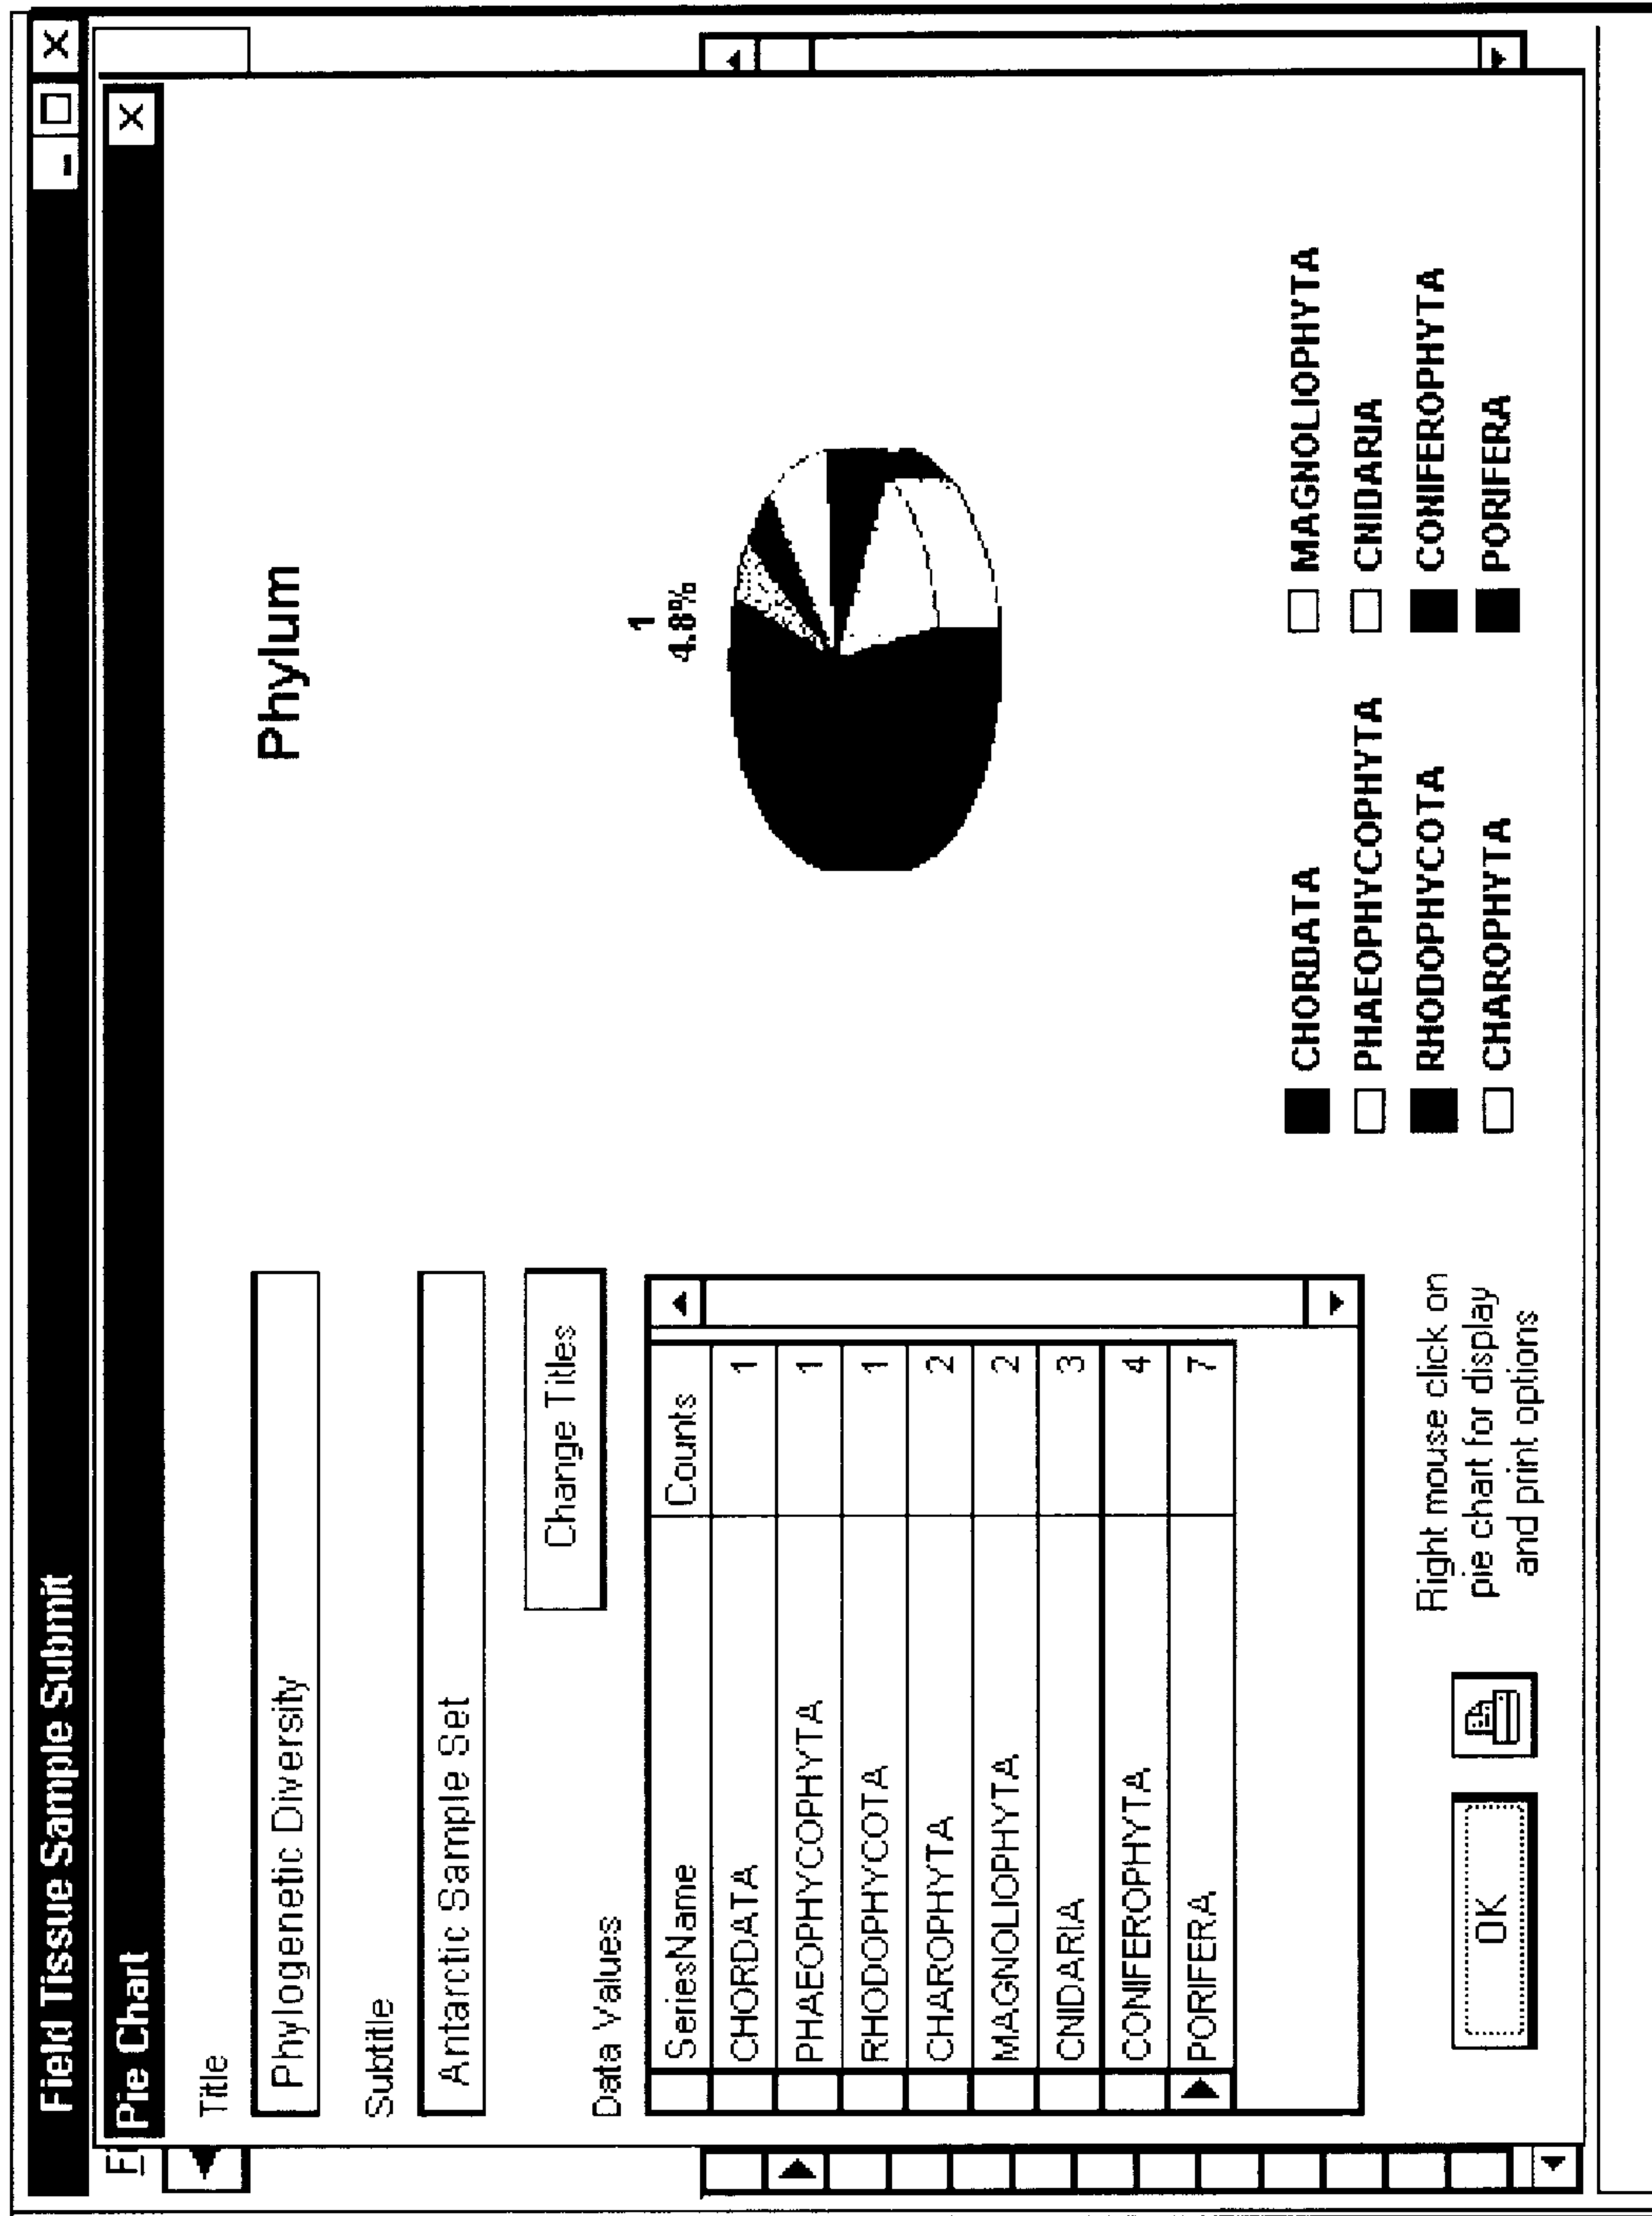 Field Tissue Sample Submit
Fi
Pie Chart
Title
Phylogenetic Diversity
Subtitle
Antarctic Sample Set
Change Titles
Data Values
SeriesName Counts
CHORDATA 1
PHAEOPHYCOPHYTA 1
RHODOPHYCOTA 1
CHAROPHYTA 2
MAGNOLIOPHYTA 2
CNIDARIA 3
CONIFEROPHYTA 4
PORIFERA 7
OK
Right mouse click on
pie chart for display
and print options
Phylum
1
4.8%
CHORDATA MAGNOLIOPHYTA
PHAEOPHYCOPHYTA CNIDARIA
RHODOPHYCOTA CONIFEROPHYTA
CHAROPHYTA PORIFERA